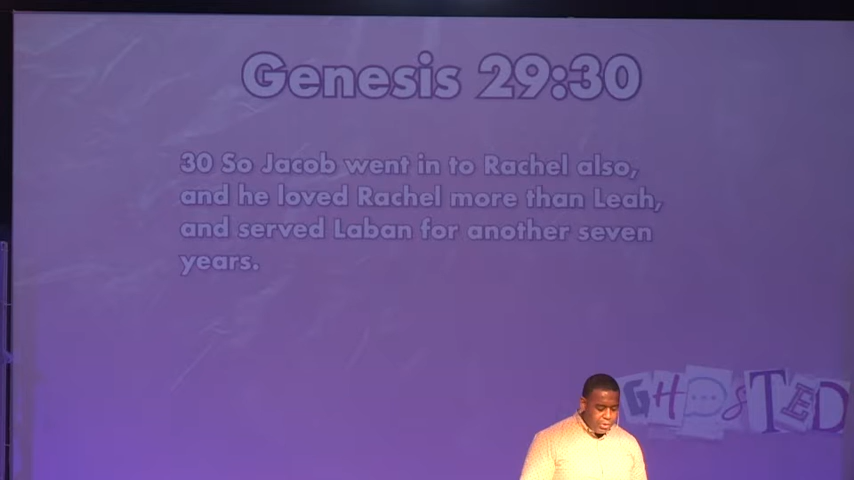 Genesis 29:30
30 So Jacob went in to Rachel also,
and he loved Rachel more than Leah,
and served Laban for another seven
years.
GHOSTED